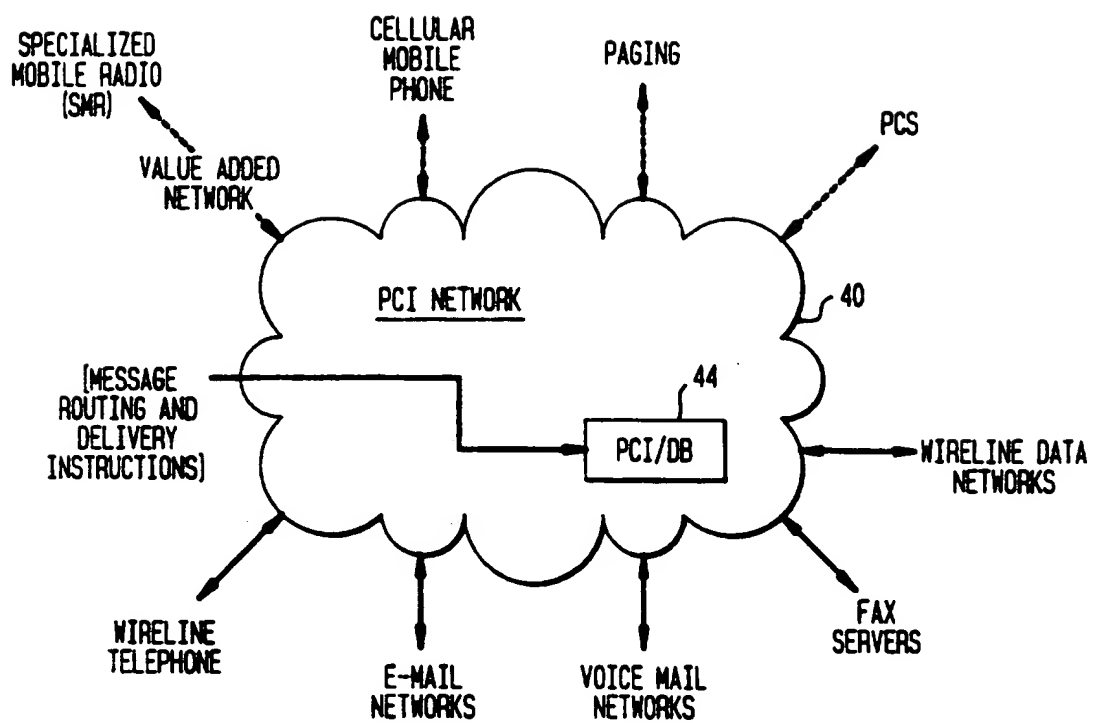 SPECIALIZED
MOBILE RADIO
(SMR)
CELLULAR
MOBILE
PHONE
PAGING
PCS
VALUE ADDED
NETWORK
PCI NETWORK
40
[MESSAGE
ROUTING AND
DELIVERY
INSTRUCTIONS]
44
PCI/DB
WIRELINE DATA
NETWORKS
WIRELINE
TELEPHONE
E-MAIL
NETWORKS
VOICE MAIL
NETWORKS
FAX
SERVERS